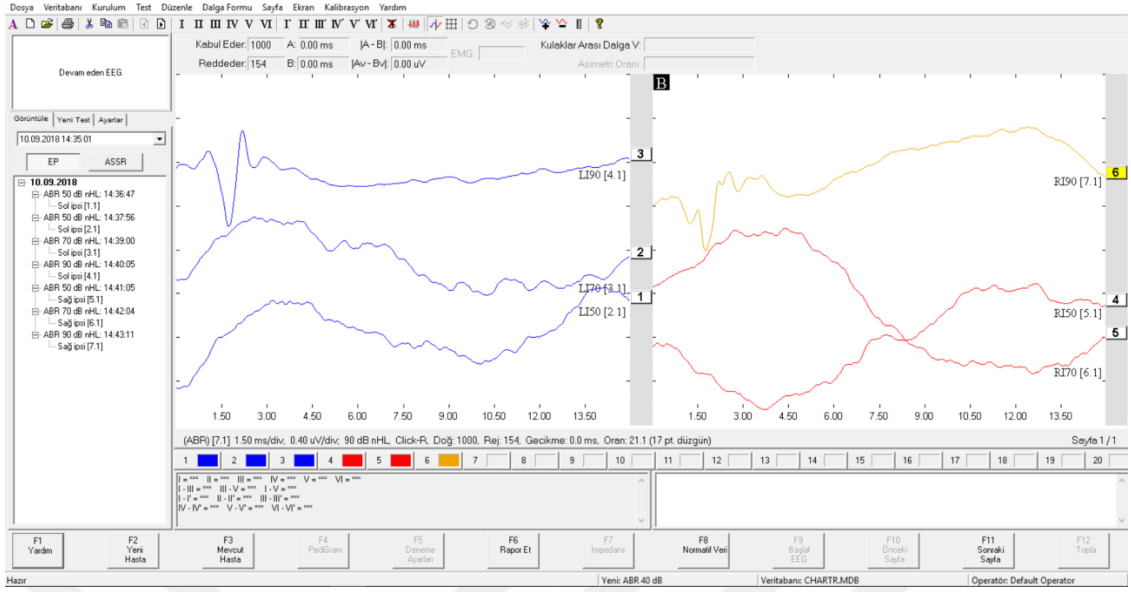 Dosya Veritabanı Kurulum Test Düzenle Dalga Formu Sayfa Ekran Kalibrasyon Yardım
A I II III IV V VI I' II' III' IV' V' VI'
Kabul Eder: 1000 A: 0.00 ms |A - B|: 0.00 ms EMG: Kulaklar Arası Dalga V:
Reddeder: 154 B: 0.00 ms |Av - Bv|: 0.00 uV Asimetri Oranı:
Devam eden EEG
Görüntüle Yeni Test Ayarlar
10.09.2018 14:35:01
EP ASSR
10.09.2018
ABR 50 dB nHL: 14:36:47
Sol ipsi [1.1]
ABR 50 dB nHL: 14:37:56
Sol ipsi [2.1]
ABR 70 dB nHL: 14:39:00
Sol ipsi [3.1]
ABR 90 dB nHL: 14:40:05
Sol ipsi [4.1]
ABR 50 dB nHL: 14:41:05
Sağ ipsi [5.1]
ABR 70 dB nHL: 14:42:04
Sağ ipsi [6.1]
ABR 90 dB nHL: 14:43:11
Sağ ipsi [7.1]
3
LI90 [4.1]
2
LI70 [3.1]
1
LI50 [2.1]
1.50 3.00 4.50 6.00 7.50 9.00 10.50 12.00 13.50
B
6
RI90 [7.1]
4
RI50 [5.1]
5
RI70 [6.1]
1.50 3.00 4.50 6.00 7.50 9.00 10.50 12.00 13.50
(ABR) [7.1] 1.50 ms/div, 0.40 uV/div; 90 dB nHL, Click-R, Doğ: 1000, Rej: 154, Gecikme: 0.0 ms, Oran: 21.1 (17 pt. düzgün) Sayfa 1 / 1
1 2 3 4 5 6 7 8 9 10 11 12 13 14 15 16 17 18 19 20
I = *** II = *** III = *** IV = *** V = *** VI = ***
I - III = *** III - V = *** I - V = ***
I - I' = *** II - II' = *** III - III' = ***
IV - IV' = *** V - V' = *** VI - VI' = ***
F1 F2 F3 F4 F5 F6 F7 F8 F9 F10 F11 F12
Yardım Yeni Mevcut PediGram Deneme Rapor Et İmpedans Normatif Veri Başlat Önceki Sonraki Topla
Hasta Hasta Ayarları EEG Sayfa Sayfa
Hazır Yeni: ABR 40 dB Veritabanı: CHARTR.MDB Operatör: Default Operator